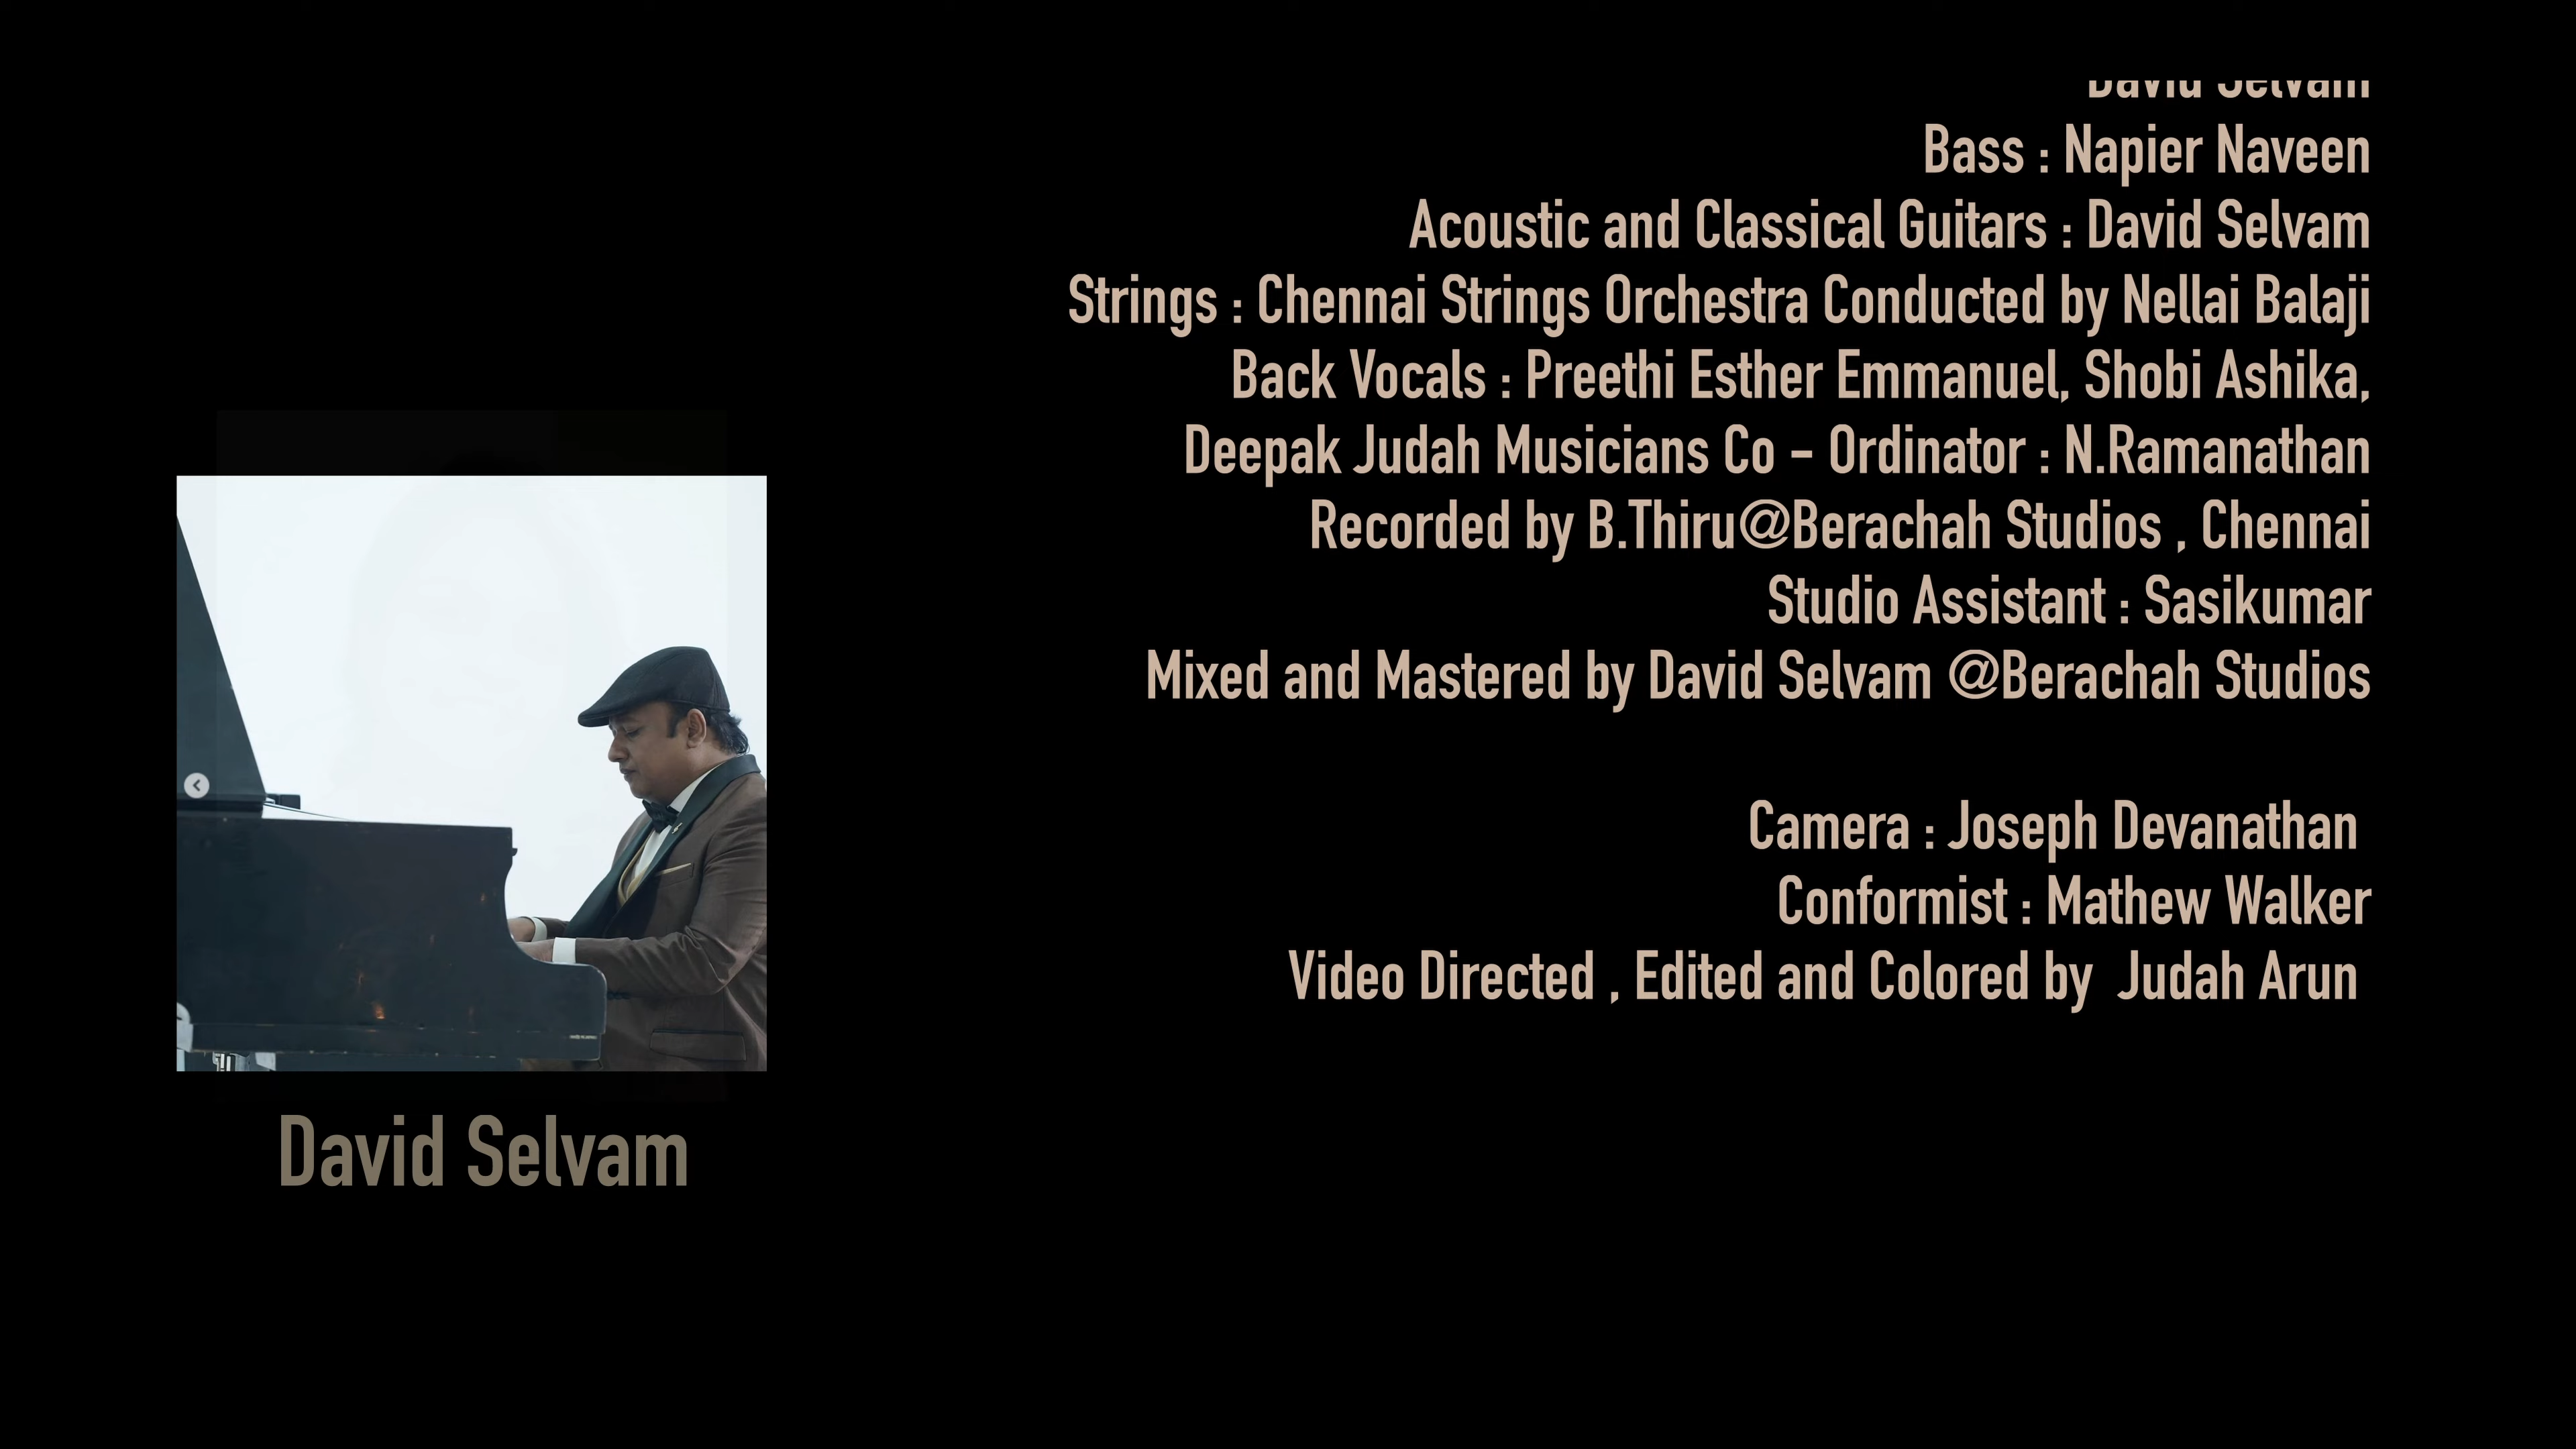 David Selvam
Bass : Napier Naveen
Acoustic and Classical Guitars : David Selvam
Strings : Chennai Strings Orchestra Conducted by Nellai Balaji
Back Vocals : Preethi Esther Emmanuel, Shobi Ashika,
Deepak Judah Musicians Co - Ordinator : N.Ramanathan
Recorded by B.Thiru@Berachah Studios , Chennai
Studio Assistant : Sasikumar
Mixed and Mastered by David Selvam @Berachah Studios
Camera : Joseph Devanathan
Conformist : Mathew Walker
Video Directed , Edited and Colored by Judah Arun
David Selvam